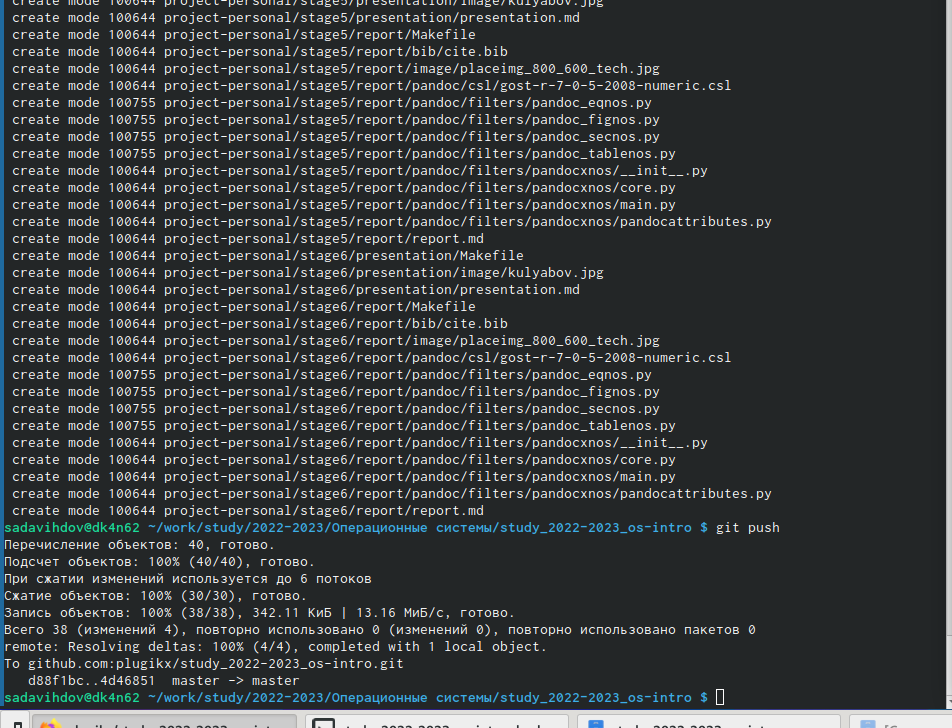 create mode 100644 project-personal/stage5/presentation/image/kulyabov.jpg
create mode 100644 project-personal/stage5/presentation/presentation.md
create mode 100644 project-personal/stage5/report/Makefile
create mode 100644 project-personal/stage5/report/bib/cite.bib
create mode 100644 project-personal/stage5/report/image/placeimg_800_600_tech.jpg
create mode 100644 project-personal/stage5/report/pandoc/csl/gost-r-7-0-5-2008-numeric.csl
create mode 100755 project-personal/stage5/report/pandoc/filters/pandoc_eqnos.py
create mode 100755 project-personal/stage5/report/pandoc/filters/pandoc_fignos.py
create mode 100755 project-personal/stage5/report/pandoc/filters/pandoc_secnos.py
create mode 100755 project-personal/stage5/report/pandoc/filters/pandoc_tablenos.py
create mode 100644 project-personal/stage5/report/pandoc/filters/pandocxnos/__init__.py
create mode 100644 project-personal/stage5/report/pandoc/filters/pandocxnos/core.py
create mode 100644 project-personal/stage5/report/pandoc/filters/pandocxnos/main.py
create mode 100644 project-personal/stage5/report/pandoc/filters/pandocxnos/pandocattributes.py
create mode 100644 project-personal/stage5/report/report.md
create mode 100644 project-personal/stage6/presentation/Makefile
create mode 100644 project-personal/stage6/presentation/image/kulyabov.jpg
create mode 100644 project-personal/stage6/presentation/presentation.md
create mode 100644 project-personal/stage6/report/Makefile
create mode 100644 project-personal/stage6/report/bib/cite.bib
create mode 100644 project-personal/stage6/report/image/placeimg_800_600_tech.jpg
create mode 100644 project-personal/stage6/report/pandoc/csl/gost-r-7-0-5-2008-numeric.csl
create mode 100755 project-personal/stage6/report/pandoc/filters/pandoc_eqnos.py
create mode 100755 project-personal/stage6/report/pandoc/filters/pandoc_fignos.py
create mode 100755 project-personal/stage6/report/pandoc/filters/pandoc_secnos.py
create mode 100755 project-personal/stage6/report/pandoc/filters/pandoc_tablenos.py
create mode 100644 project-personal/stage6/report/pandoc/filters/pandocxnos/__init__.py
create mode 100644 project-personal/stage6/report/pandoc/filters/pandocxnos/core.py
create mode 100644 project-personal/stage6/report/pandoc/filters/pandocxnos/main.py
create mode 100644 project-personal/stage6/report/pandoc/filters/pandocxnos/pandocattributes.py
create mode 100644 project-personal/stage6/report/report.md
sadavihdov@dk4n62 ~/work/study/2022-2023/Операционные системы/study_2022-2023_os-intro $ git push
Перечисление объектов: 40, готово.
Подсчет объектов: 100% (40/40), готово.
При сжатии изменений используется до 6 потоков
Сжатие объектов: 100% (30/30), готово.
Запись объектов: 100% (38/38), 342.11 КиБ | 13.16 МиБ/с, готово.
Всего 38 (изменений 4), повторно использовано 0 (изменений 0), повторно использовано пакетов 0
remote: Resolving deltas: 100% (4/4), completed with 1 local object.
To github.com:plugikx/study_2022-2023_os-intro.git
d88f1bc..4d46851 master -> master
sadavihdov@dk4n62 ~/work/study/2022-2023/Операционные системы/study_2022-2023_os-intro $